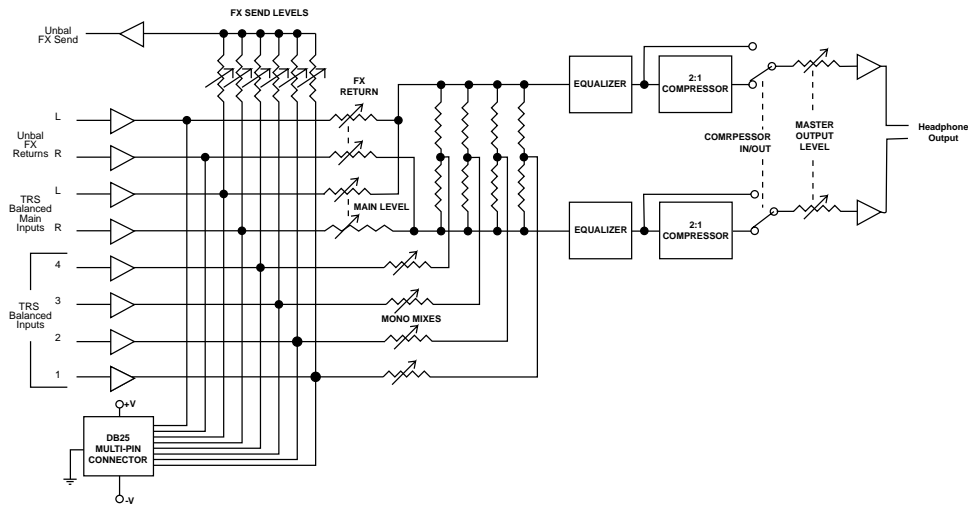 FX SEND LEVELS
Unbal
FX Send
FX
RETURN
L
Unbal
FX
Returns
R
L
TRS
Balanced
Main
Inputs
R
MAIN LEVEL
4
3
TRS
Balanced
Inputs
2
1
MONO MIXES
EQUALIZER
2:1
COMPRESSOR
COMRPESSOR
IN/OUT
MASTER
OUTPUT
LEVEL
Headphone
Output
EQUALIZER
2:1
COMPRESSOR
+V
DB25
MULTI-PIN
CONNECTOR
-V